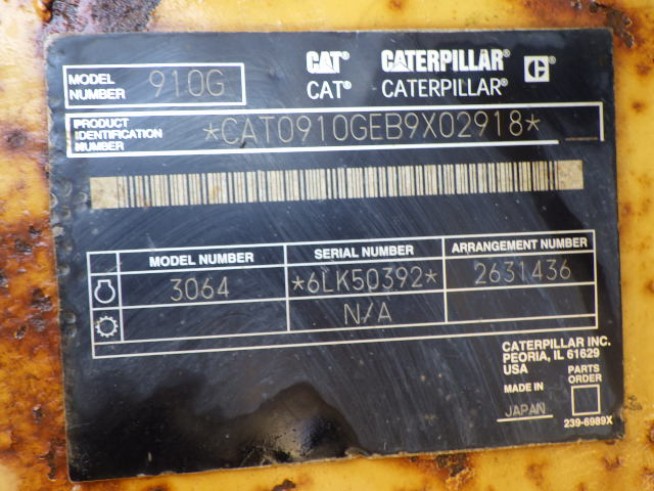 CAT® CATERPILLAR® C®
MODEL NUMBER 910G
CAT® CATERPILLAR®
PRODUCT IDENTIFICATION NUMBER *CAT0910GEB9X02918*
MODEL NUMBER SERIAL NUMBER ARRANGEMENT NUMBER
3064 *6LK50392* 2631436
N/A
CATERPILLAR INC.
PEORIA, IL 61629
USA
MADE IN JAPAN
PARTS ORDER
239-6989X